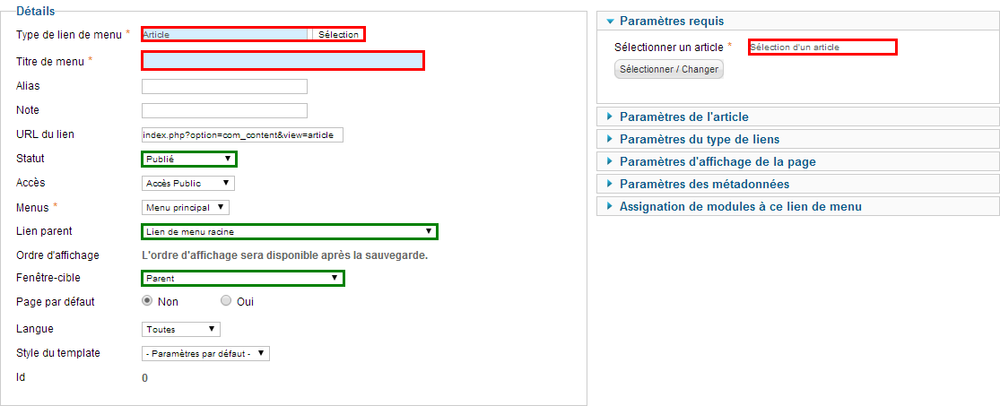 Détails
Type de lien de menu * Article Sélection
Titre de menu *
Alias
Note
URL du lien index.php?option=com_content&view=article
Statut Publié
Accès Accès Public
Menus * Menu principal
Lien parent Lien de menu racine
Ordre d'affichage L'ordre d'affichage sera disponible après la sauvegarde.
Fenêtre-cible Parent
Page par défaut Non Oui
Langue Toutes
Style du template - Paramètres par défaut -
Id 0
Paramètres requis
Sélectionner un article * Sélection d'un article
Sélectionner / Changer
Paramètres de l'article
Paramètres du type de liens
Paramètres d'affichage de la page
Paramètres des métadonnées
Assignation de modules à ce lien de menu